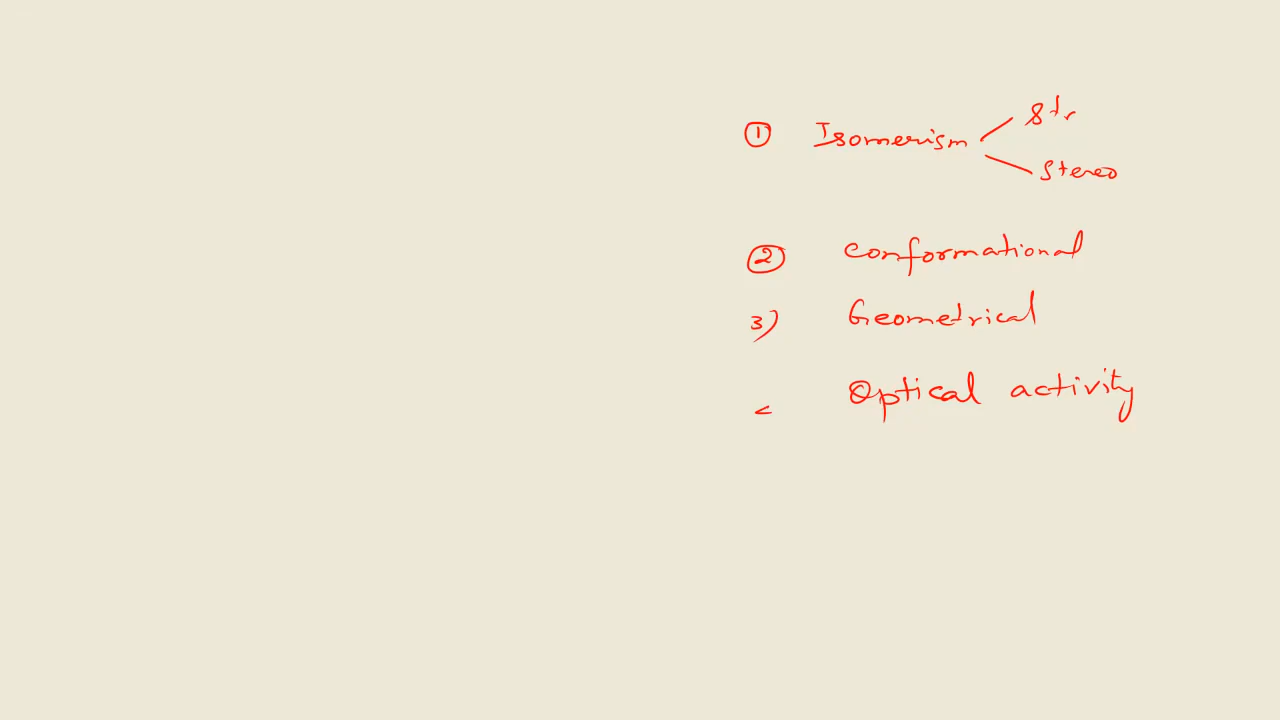 ① Isomerism Str
Stereo
② Conformational
3) Geometrical
Optical activity